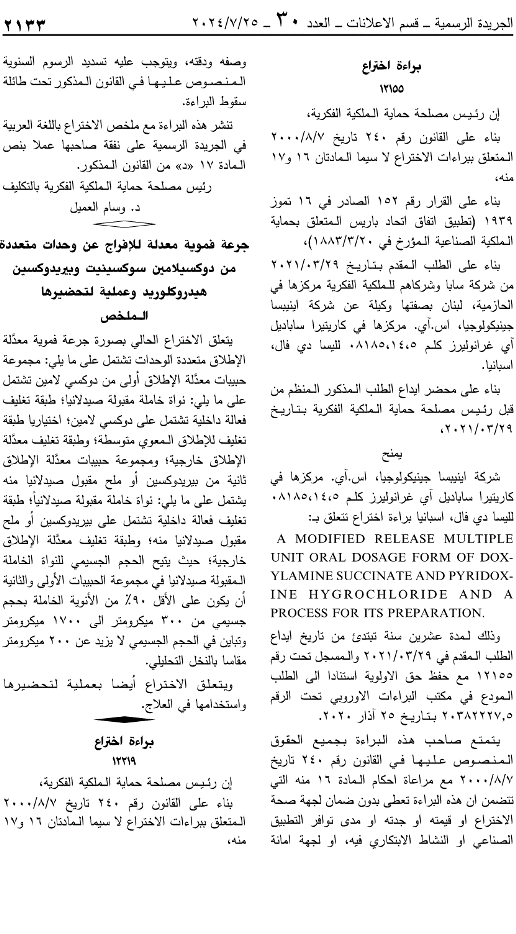 الجريدة الرسمية ــ قسم الاعلانات ــ العدد ٣٠ ــ ٢٠٢٤/٧/٢٥
٢١٣٣
براءة اختراع
١٢١٥٥
إن رئيس مصلحة حماية الملكية الفكرية،
بناء على القانون رقم ٢٤٠ تاريخ ٢٠٠٠/٨/٧
المتعلق ببراءات الاختراع لا سيما المادتان ١٦ و١٧
منه،
بناء على القرار رقم ١٥٢ الصادر في ١٦ تموز
١٩٣٩ (تطبيق اتفاق اتحاد باريس المتعلق بحماية
الملكية الصناعية المؤرخ في ١٨٨٣/٣/٢٠)،
بناء على الطلب المقدم بتاريخ ٢٠٢١/٠٣/٢٩
من شركة سابا وشركاهم للملكية الفكرية مركزها في
الحازمية، لبنان بصفتها وكيلة عن شركة اينيبسا
جينيكولوجيا، اس.آي. مركزها في كاريتيرا ساباديل
آي غرانوليرز كلم ٠٨١٨٥،١٤،٥ لليسا دي فال،
اسبانيا.
بناء على محضر ايداع الطلب المذكور المنظم من
قبل رئيس مصلحة حماية الملكية الفكرية بتاريخ
٢٠٢١/٠٣/٢٩،
يمنح
شركة اينيبسا جينيكولوجيا، اس.آي. مركزها في
كاريتيرا ساباديل آي غرانوليرز كلم ٠٨١٨٥،١٤،٥
لليسا دي فال، اسبانيا براءة اختراع تتعلق بـ:
A MODIFIED RELEASE MULTIPLE
UNIT ORAL DOSAGE FORM OF DOX-
YLAMINE SUCCINATE AND PYRIDOX-
INE HYGROCHLORIDE AND A
PROCESS FOR ITS PREPARATION.
وذلك لمدة عشرين سنة تبتدئ من تاريخ ايداع
الطلب المقدم في ٢٠٢١/٠٣/٢٩ والمسجل تحت رقم
١٢١٥٥ مع حفظ حق الاولوية استنادا الى الطلب
المودع في مكتب البراءات الاوروبي تحت الرقم
٢٠٣٨٢٢٢٧,٥ بتاريخ ٢٥ آذار ٢٠٢٠.
يتمتع صاحب هذه البراءة بجميع الحقوق
المنصوص عليها في القانون رقم ٢٤٠ تاريخ
٢٠٠٠/٨/٧ مع مراعاة احكام المادة ١٦ منه التي
تتضمن ان هذه البراءة تعطى بدون ضمان لجهة صحة
الاختراع او قيمته او جدته او مدى توافر التطبيق
الصناعي او النشاط الابتكاري فيه، او لجهة امانة
وصفه ودقته، ويتوجب عليه تسديد الرسوم السنوية
المنصوص عليها في القانون المذكور تحت طائلة
سقوط البراءة.
تنشر هذه البراءة مع ملخص الاختراع باللغة العربية
في الجريدة الرسمية على نفقة صاحبها عملا بنص
المادة ١٧ «د» من القانون المذكور.
رئيس مصلحة حماية الملكية الفكرية بالتكليف
د. وسام العميل
جرعة فموية معدلة للإفراج عن وحدات متعددة
من دوكسيلامين سوكسينيت وبيريدوكسين
هيدروكلوريد وعملية لتحضيرها
الملخص
يتعلق الاختراع الحالي بصورة جرعة فموية معدّلة
الإطلاق متعددة الوحدات تشتمل على ما يلي: مجموعة
حبيبات معدّلة الإطلاق أولى من دوكسي لامين تشتمل
على ما يلي: نواة خاملة مقبولة صيدلانيا؛ طبقة تغليف
فعالة داخلية تشتمل على دوكسي لامين؛ اختياريا طبقة
تغليف للإطلاق المعوي متوسطة؛ وطبقة تغليف معدّلة
الإطلاق خارجية؛ ومجموعة حبيبات معدّلة الإطلاق
ثانية من بيريدوكسين أو ملح مقبول صيدلانيا منه
يشتمل على ما يلي: نواة خاملة مقبولة صيدلانياً؛ طبقة
تغليف فعالة داخلية تشتمل على بيريدوكسين أو ملح
مقبول صيدلانيا منه؛ وطبقة تغليف معدّلة الإطلاق
خارجية؛ حيث يتيح الحجم الجسيمي للنواة الخاملة
المقبولة صيدلانيا في مجموعة الحبيبات الأولى والثانية
أن يكون على الأقل ٩٠٪ من الأنوية الخاملة بحجم
جسيمي من ٣٠٠ ميكرومتر الى ١٧٠٠ ميكرومتر
وتباين في الحجم الجسيمي لا يزيد عن ٢٠٠ ميكرومتر
مقاسا بالنخل التحليلي.
ويتعلق الاختراع أيضا بعملية لتحضيرها
واستخدامها في العلاج.
براءة اختراع
١٢٢١٩
إن رئيس مصلحة حماية الملكية الفكرية،
بناء على القانون رقم ٢٤٠ تاريخ ٢٠٠٠/٨/٧
المتعلق ببراءات الاختراع لا سيما المادتان ١٦ و١٧
منه،